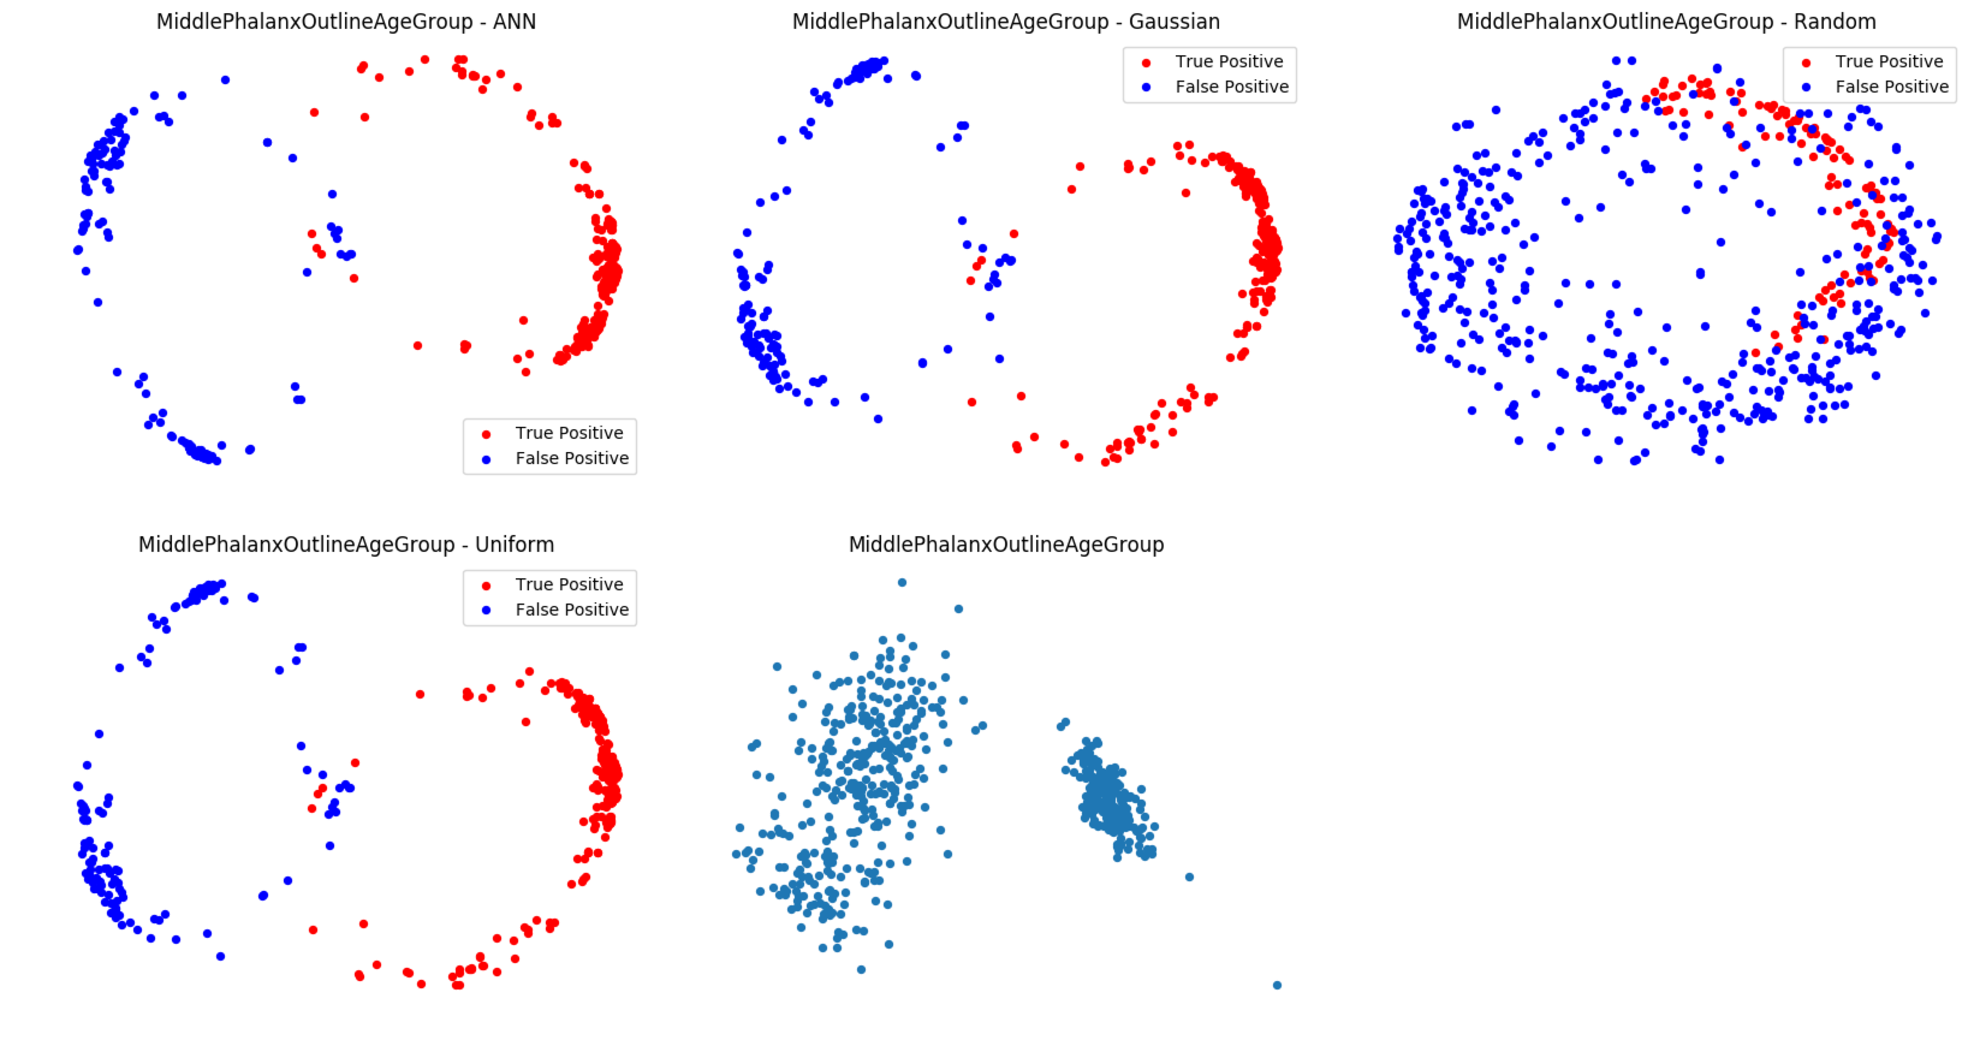 MiddlePhalanxOutlineAgeGroup - ANN
True Positive
False Positive
MiddlePhalanxOutlineAgeGroup - Gaussian
True Positive
False Positive
MiddlePhalanxOutlineAgeGroup - Random
True Positive
False Positive
MiddlePhalanxOutlineAgeGroup - Uniform
True Positive
False Positive
MiddlePhalanxOutlineAgeGroup